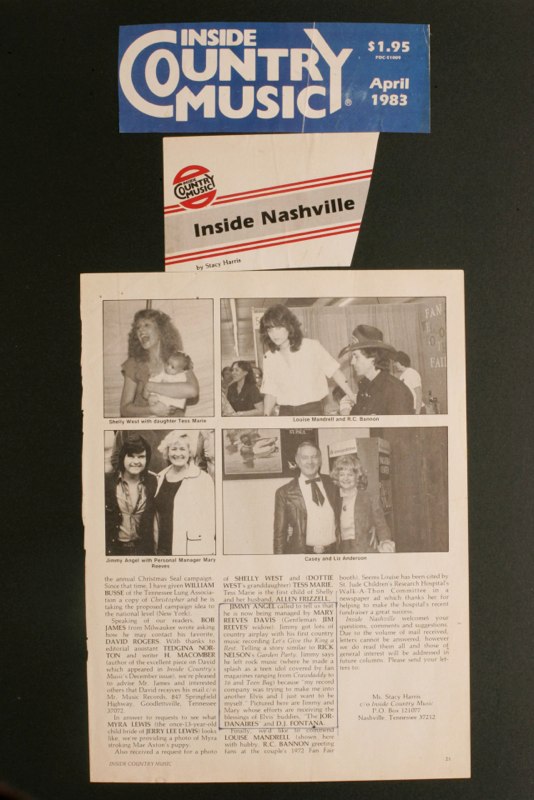 INSIDE
COUNTRY
MUSIC®
$1.95
April
1983
INSIDE
COUNTRY
MUSIC
Inside Nashville
by Stacy Harris
FAN
Shelly West with daughter Tess Marie
Louise Mandrell and R.C. Bannon
Jimmy Angel with Personal Manager Mary
Reeves
Casey and Liz Anderson
the annual Christmas Seal campaign.
Since that time, I have given WILLIAM
BUSSE of the Tennessee Lung Associa-
tion a copy of Christopher and he is
taking the proposed campaign idea to
the national level (New York).
Speaking of our readers, ROB
JAMES from Milwaukee wrote asking
how he may contact his favorite,
DAVID ROGERS. With thanks to
editorial assistant TEDGINA NOR-
TON and writer H. MACOMBER
(author of the excellent piece on David
which appeared in Inside Country
Music's December issue), we're pleased
to advise Mr. James and interested
others that David receives his mail c/o
Mr. Music Records, 847 Springfield
Highway, Goodlettsville, Tennessee
37072.
In answer to requests to see what
MYRA LEWIS (the once-13-year-old
child bride of JERRY LEE LEWIS) looks
like, we're providing a photo of Myra
stroking Mae Axton's puppy.
Also received a request for a photo
of SHELLY WEST and (DOTTIE
WEST's granddaughter) TESS MARIE.
Tess Marie is the first child of Shelly
and her husband, ALLEN FRIZZELL.
JIMMY ANGEL called to tell us that
he is now being managed by MARY
REEVES DAVIS (Gentleman JIM
REEVES' widow). Jimmy got lots of
country airplay with his first country
music recording Let's Give the King a
Rest. Telling a story similar to RICK
NELSON's Garden Party, Jimmy says
he left rock music (where he made a
splash as a teen idol covered by fan
magazines ranging from Crawdaddy to
16 and Teen Bag) because "my record
company was trying to make me into
another Elvis and I just want to be
myself." Pictured here are Jimmy and
Mary whose efforts are receiving the
blessings of Elvis' buddies, The JOR-
DANAIRES and D.J. FONTANA.
Finally, we'd like to commend
LOUISE MANDRELL (shown here
with hubby, R.C. BANNON greeting
fans at the couple's 1972 Fan Fair
booth). Seems Louise has been cited by
St. Jude Children's Research Hospital's
Walk-A-Thon Committee in a
newspaper ad which thanks her for
helping to make the hospital's recent
fundraiser a great success.
Inside Nashville welcomes your
questions, comments and suggestions.
Due to the volume of mail received,
letters cannot be answered, however
we do read them all and those of
general interest will be addressed in
future columns. Please send your let-
ters to:
Ms. Stacy Harris
c/o Inside Country Music
P.O. Box 121077
Nashville, Tennessee 37212
INSIDE COUNTRY MUSIC